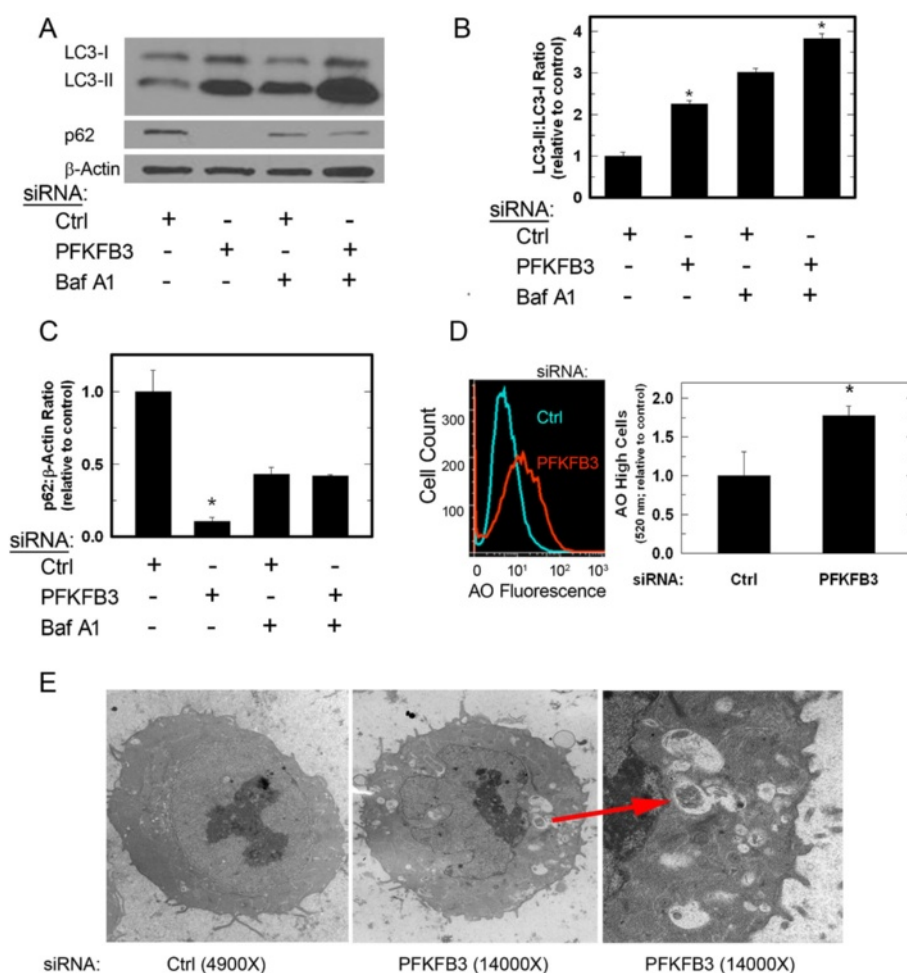 A
LC3-I
LC3-II
p62
β-Actin
siRNA:
Ctrl + - + -
PFKFB3 - + - +
Baf A1 - - + +
B
LC3-II:LC3-I Ratio
(relative to control)
4
3
2
1
0
* *
siRNA:
Ctrl + - + -
PFKFB3 - + - +
Baf A1 - - + +
C
p62:β-Actin Ratio
(relative to control)
1.0
0.5
0.0
*
siRNA:
Ctrl + - + -
PFKFB3 - + - +
Baf A1 - - + +
D
siRNA:
Ctrl
PFKFB3
Cell Count
300
200
100
0 10¹ 10² 10³
AO Fluorescence
AO High Cells
(520 nm; relative to control)
2.0
1.5
1.0
0.5
0.0
*
siRNA: Ctrl PFKFB3
E
siRNA: Ctrl (4900X) PFKFB3 (14000X) PFKFB3 (14000X)